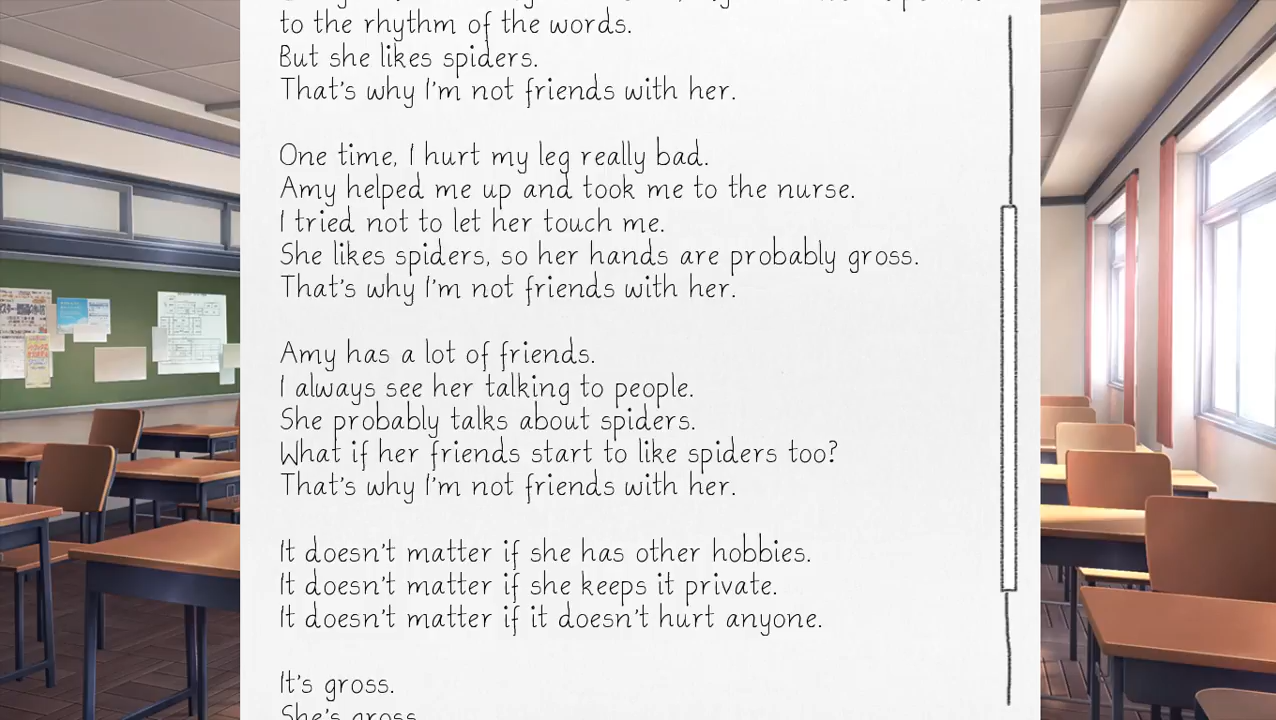 to the rhythm of the words.
But she likes spiders.
That's why I'm not friends with her.
One time, I hurt my leg really bad.
Amy helped me up and took me to the nurse.
I tried not to let her touch me.
She likes spiders, so her hands are probably gross.
That's why I'm not friends with her.
Amy has a lot of friends.
I always see her talking to people.
She probably talks about spiders.
What if her friends start to like spiders too?
That's why I'm not friends with her.
It doesn't matter if she has other hobbies.
It doesn't matter if she keeps it private.
It doesn't matter if it doesn't hurt anyone.
It's gross.
She's gross